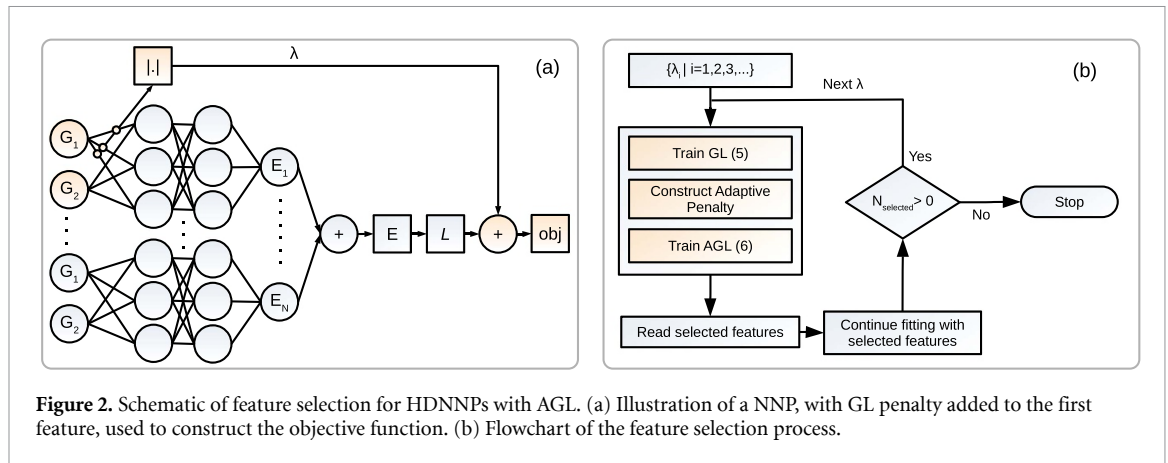 |.|
λ
(a)
G1
G2
E1
+
E
L
+
obj
G1
G2
EN
{λi | i=1,2,3,...}
(b)
Next λ
Train GL (5)
Construct Adaptive
Penalty
Train AGL (6)
Yes
Nselected> 0
No
Stop
Read selected features
Continue fitting with
selected features
Figure 2. Schematic of feature selection for HDNNPs with AGL. (a) Illustration of a NNP, with GL penalty added to the first
feature, used to construct the objective function. (b) Flowchart of the feature selection process.